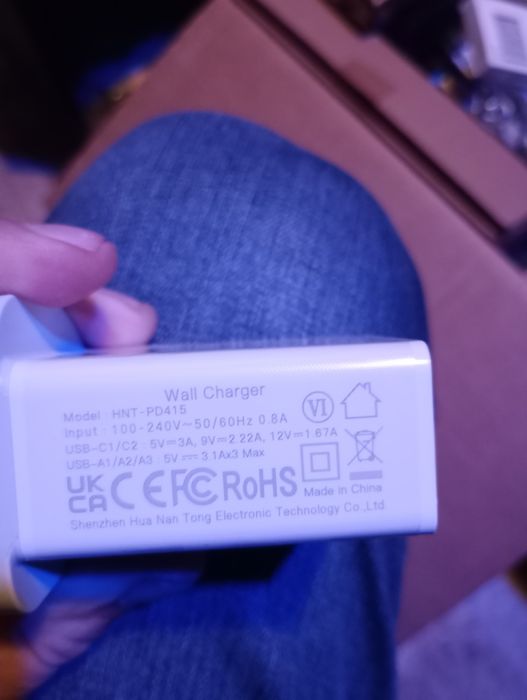 Wall Charger
Model : HNT-PD415
Input : 100-240V~50/60Hz 0.8A
USB-C1/C2 : 5V⎓3A, 9V⎓2.22A, 12V⎓1.67A
USB-A1/A2/A3 : 5V⎓ 3.1Ax3 Max
VI
UK
CA CE FC RoHS
Made in China
Shenzhen Hua Nan Tong Electronic Technology Co.,Ltd.